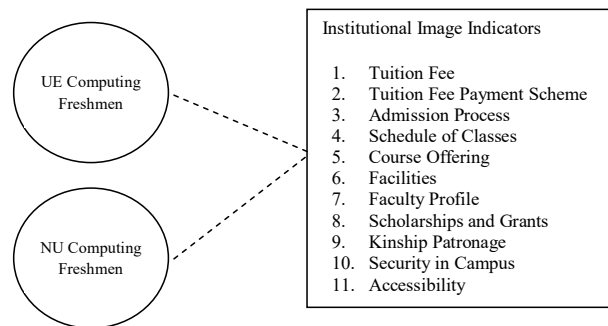 UE Computing
Freshmen
NU Computing
Freshmen
Institutional Image Indicators
1. Tuition Fee
2. Tuition Fee Payment Scheme
3. Admission Process
4. Schedule of Classes
5. Course Offering
6. Facilities
7. Faculty Profile
8. Scholarships and Grants
9. Kinship Patronage
10. Security in Campus
11. Accessibility